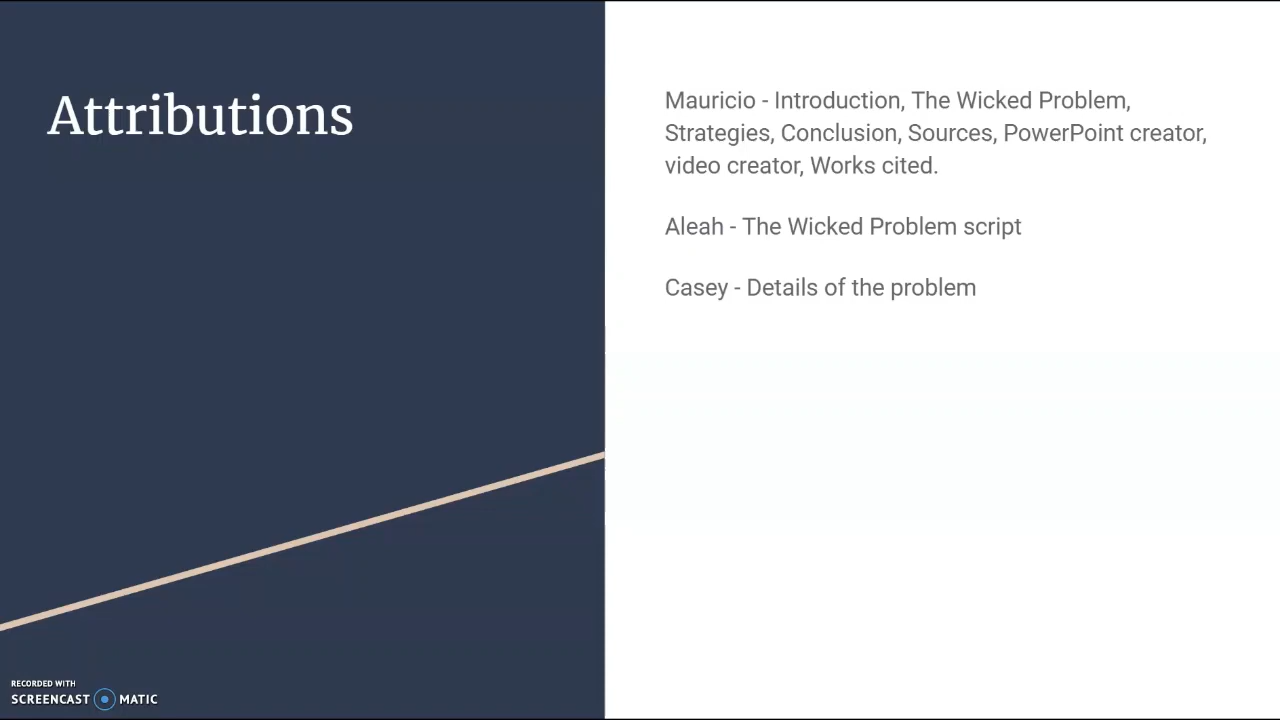 Attributions
Mauricio - Introduction, The Wicked Problem,
Strategies, Conclusion, Sources, PowerPoint creator,
video creator, Works cited.
Aleah - The Wicked Problem script
Casey - Details of the problem
RECORDED WITH
SCREENCAST MATIC